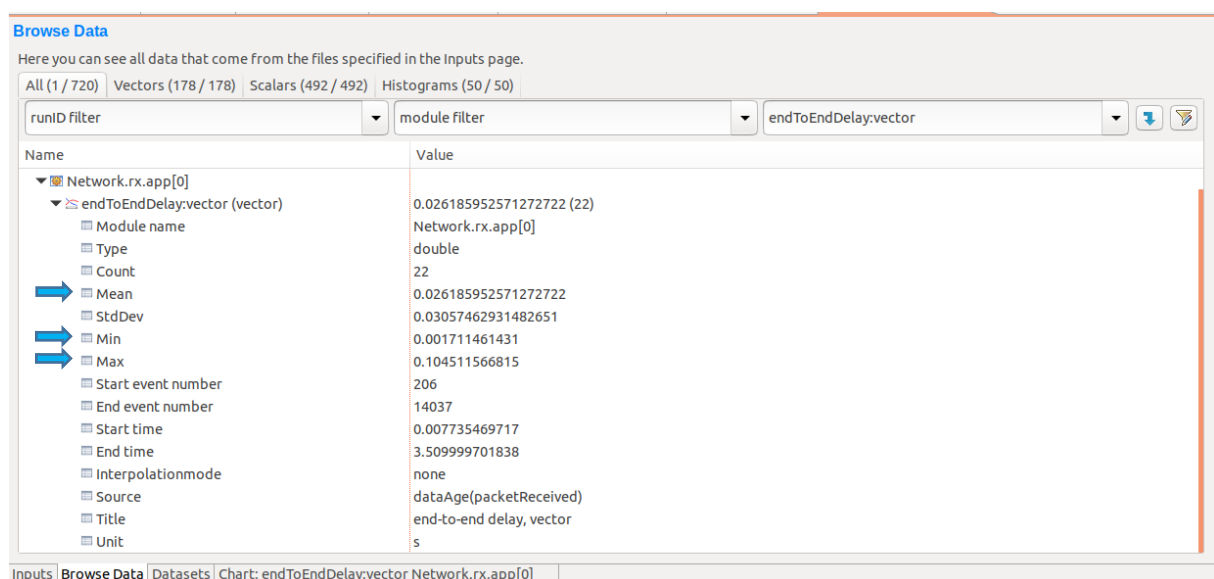 Browse Data
Here you can see all data that come from the files specified in the Inputs page.
All (1 / 720) Vectors (178 / 178) Scalars (492 / 492) Histograms (50 / 50)
runID filter module filter endToEndDelay:vector
Name Value
Network.rx.app[0]
endToEndDelay:vector (vector) 0.026185952571272722 (22)
Module name Network.rx.app[0]
Type double
Count 22
Mean 0.026185952571272722
StdDev 0.03057462931482651
Min 0.001711461431
Max 0.104511566815
Start event number 206
End event number 14037
Start time 0.007735469717
End time 3.509999701838
Interpolationmode none
Source dataAge(packetReceived)
Title end-to-end delay, vector
Unit s
Inputs Browse Data Datasets Chart: endToEndDelay:vector Network.rx.app[0]